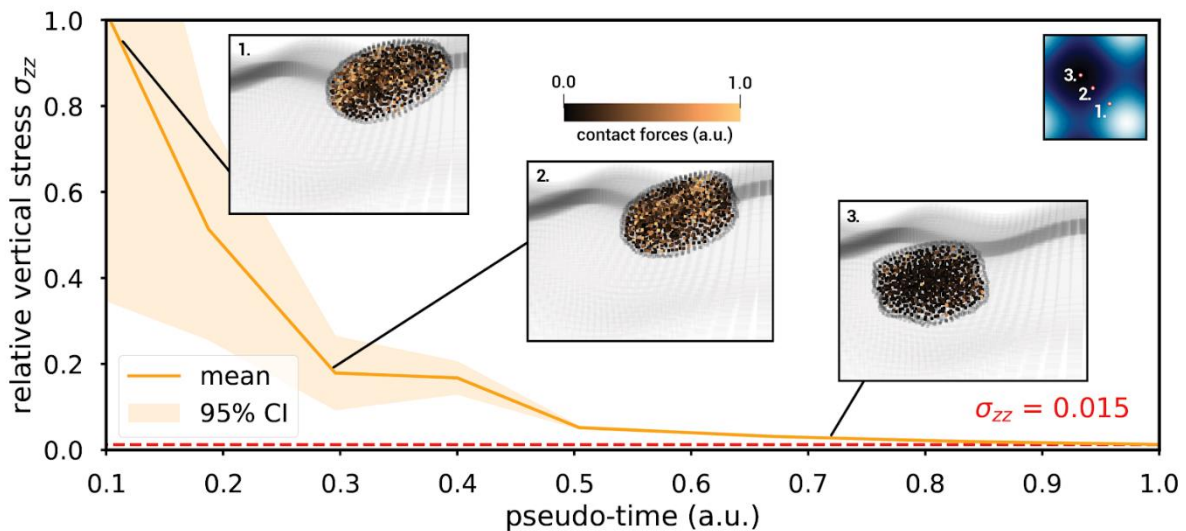 relative vertical stress σzz
1.0
0.8
0.6
0.4
0.2
0.0
1.
0.0 1.0
contact forces (a.u.)
3.
2.
1.
2.
3.
mean
95% CI
σzz = 0.015
0.1 0.2 0.3 0.4 0.5 0.6 0.7 0.8 0.9 1.0
pseudo-time (a.u.)